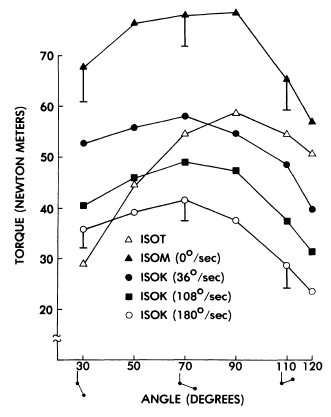 TORQUE (NEWTON METERS)
70
60
50
40
30
20
△ ISOT
▲ ISOM (0°/sec)
● ISOK (36°/sec)
■ ISOK (108°/sec)
○ ISOK (180°/sec)
30 50 70 90 110 120
ANGLE (DEGREES)